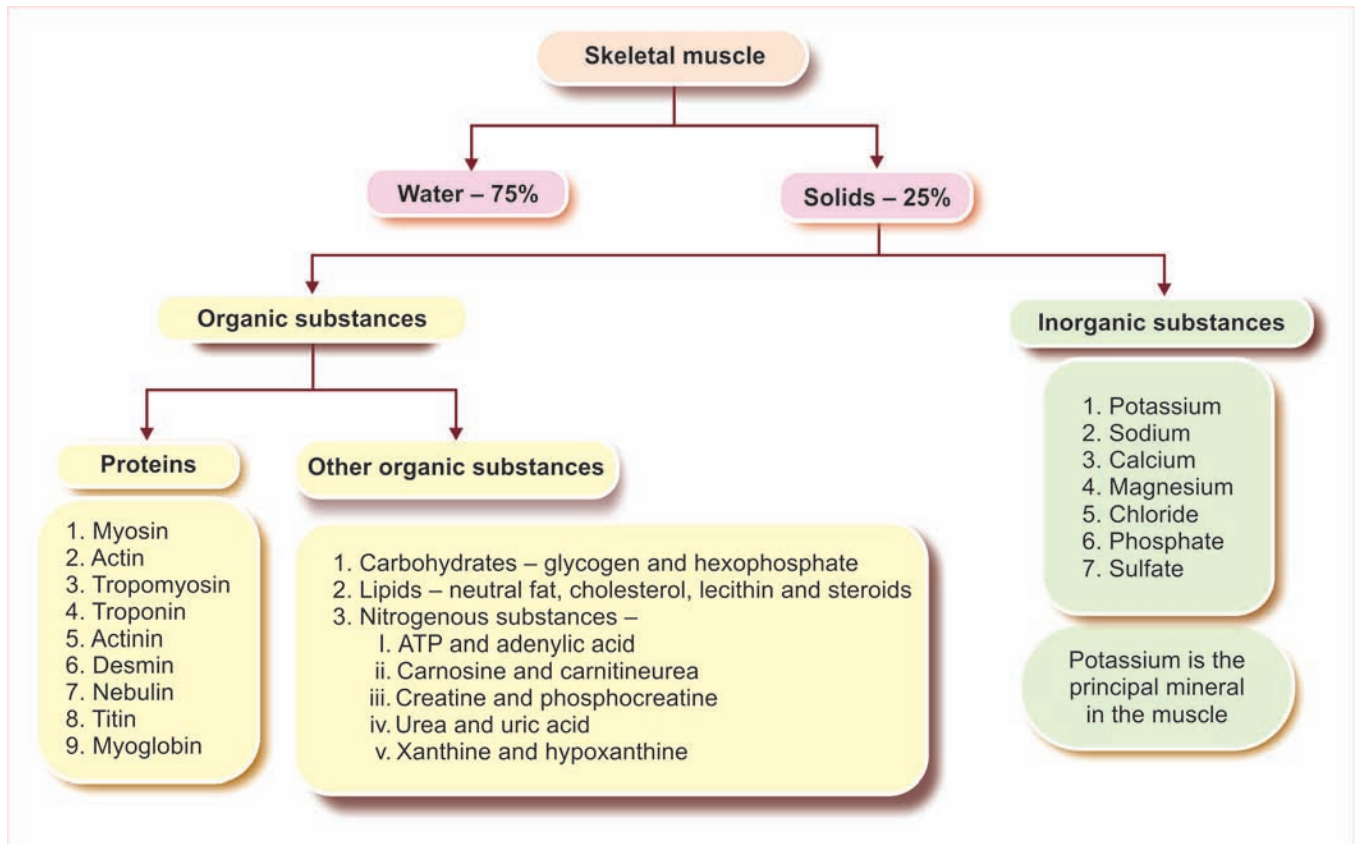 Skeletal muscle
Water – 75%
Solids – 25%
Organic substances
Inorganic substances
Proteins
Other organic substances
1. Myosin
2. Actin
3. Tropomyosin
4. Troponin
5. Actinin
6. Desmin
7. Nebulin
8. Titin
9. Myoglobin
1. Carbohydrates – glycogen and hexophosphate
2. Lipids – neutral fat, cholesterol, lecithin and steroids
3. Nitrogenous substances –
I. ATP and adenylic acid
ii. Carnosine and carnitineurea
iii. Creatine and phosphocreatine
iv. Urea and uric acid
v. Xanthine and hypoxanthine
1. Potassium
2. Sodium
3. Calcium
4. Magnesium
5. Chloride
6. Phosphate
7. Sulfate
Potassium is the
principal mineral
in the muscle